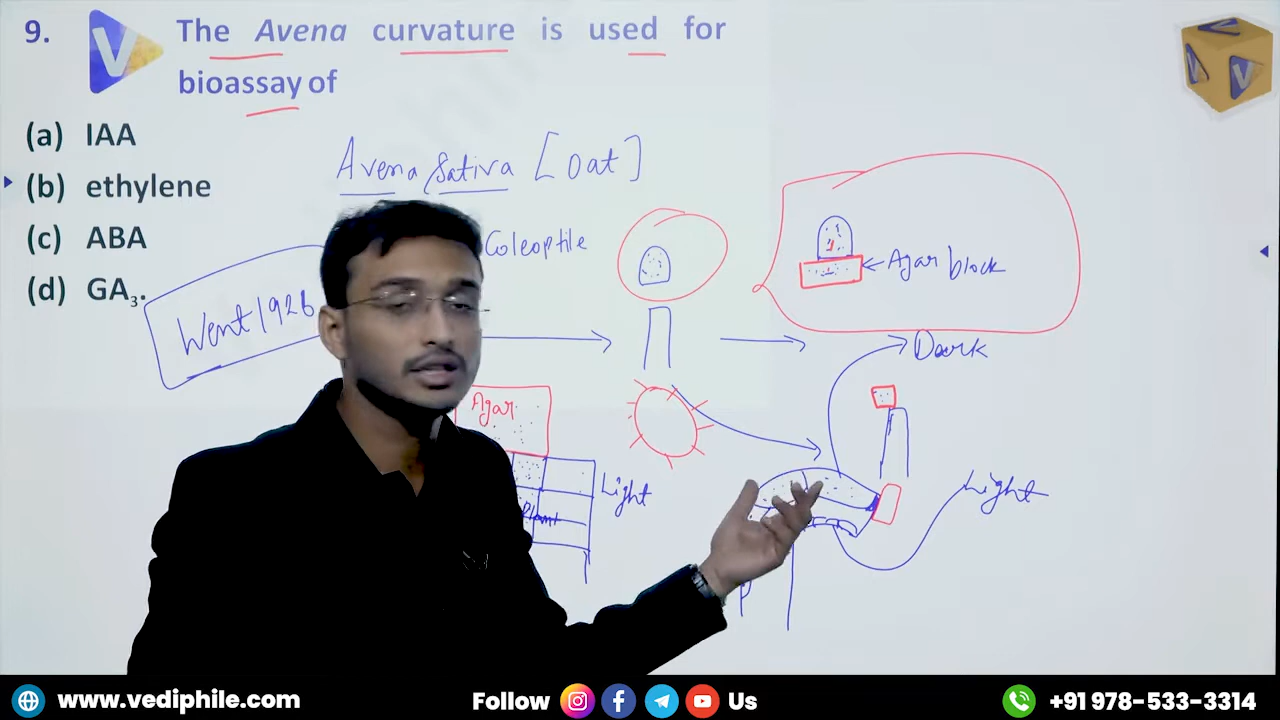 9. The Avena curvature is used for
bioassay of
(a) IAA
(b) ethylene
(c) ABA
(d) GA₃.
Avena Sativa [Oat]
Coleoptile
Went 1926
Agar block
Dark
Agar
Light
Plant
Light
www.vediphile.com
Follow Us
+91 978-533-3314